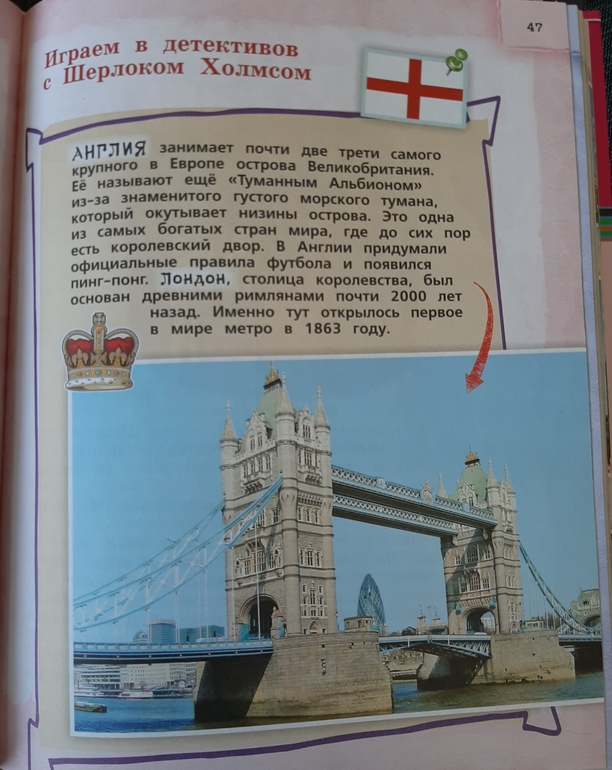 47
Играем в детективов
с Шерлоком Холмсом
АНГЛИЯ занимает почти две трети самого
крупного в Европе острова Великобритания.
Её называют ещё «Туманным Альбионом»
из-за знаменитого густого морского тумана,
который окутывает низины острова. Это одна
из самых богатых стран мира, где до сих пор
есть королевский двор. В Англии придумали
официальные правила футбола и появился
пинг-понг. ЛОНДОН, столица королевства, был
основан древними римлянами почти 2000 лет
назад. Именно тут открылось первое
в мире метро в 1863 году.